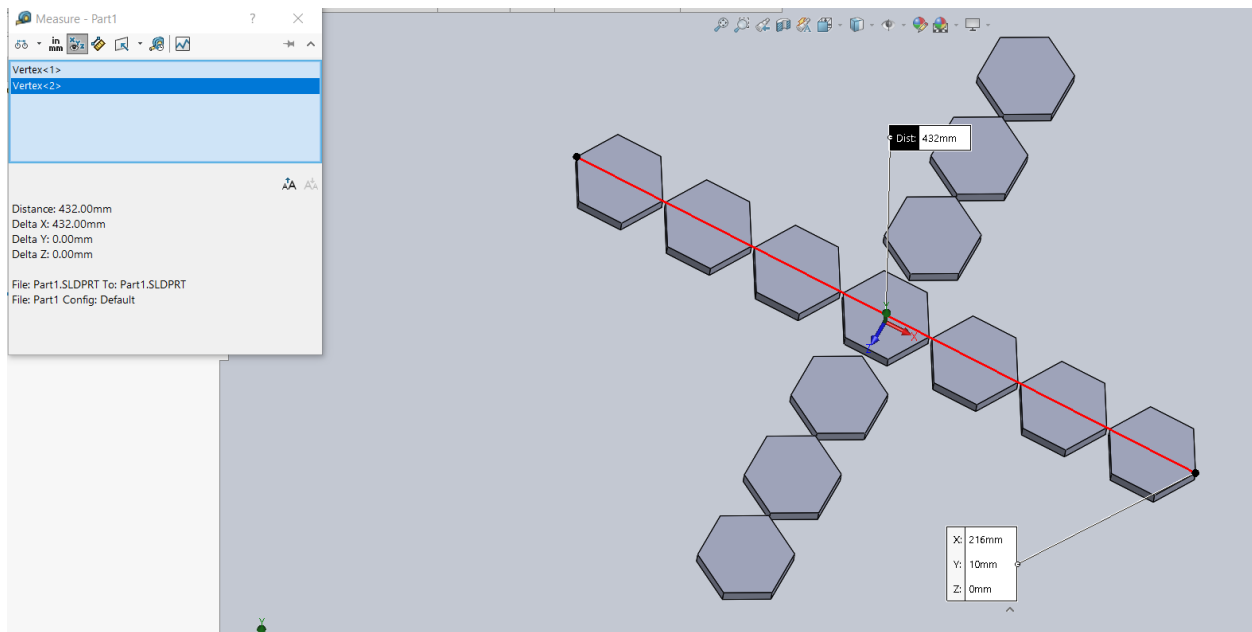 Measure - Part1
?
in
mm
Vertex<1>
Vertex<2>
Distance: 432.00mm
Delta X: 432.00mm
Delta Y: 0.00mm
Delta Z: 0.00mm
File: Part1.SLDPRT To: Part1.SLDPRT
File: Part1 Config: Default
Dist: 432mm
Y
X
Z
X: 216mm
Y: 10mm
Z: 0mm
Y